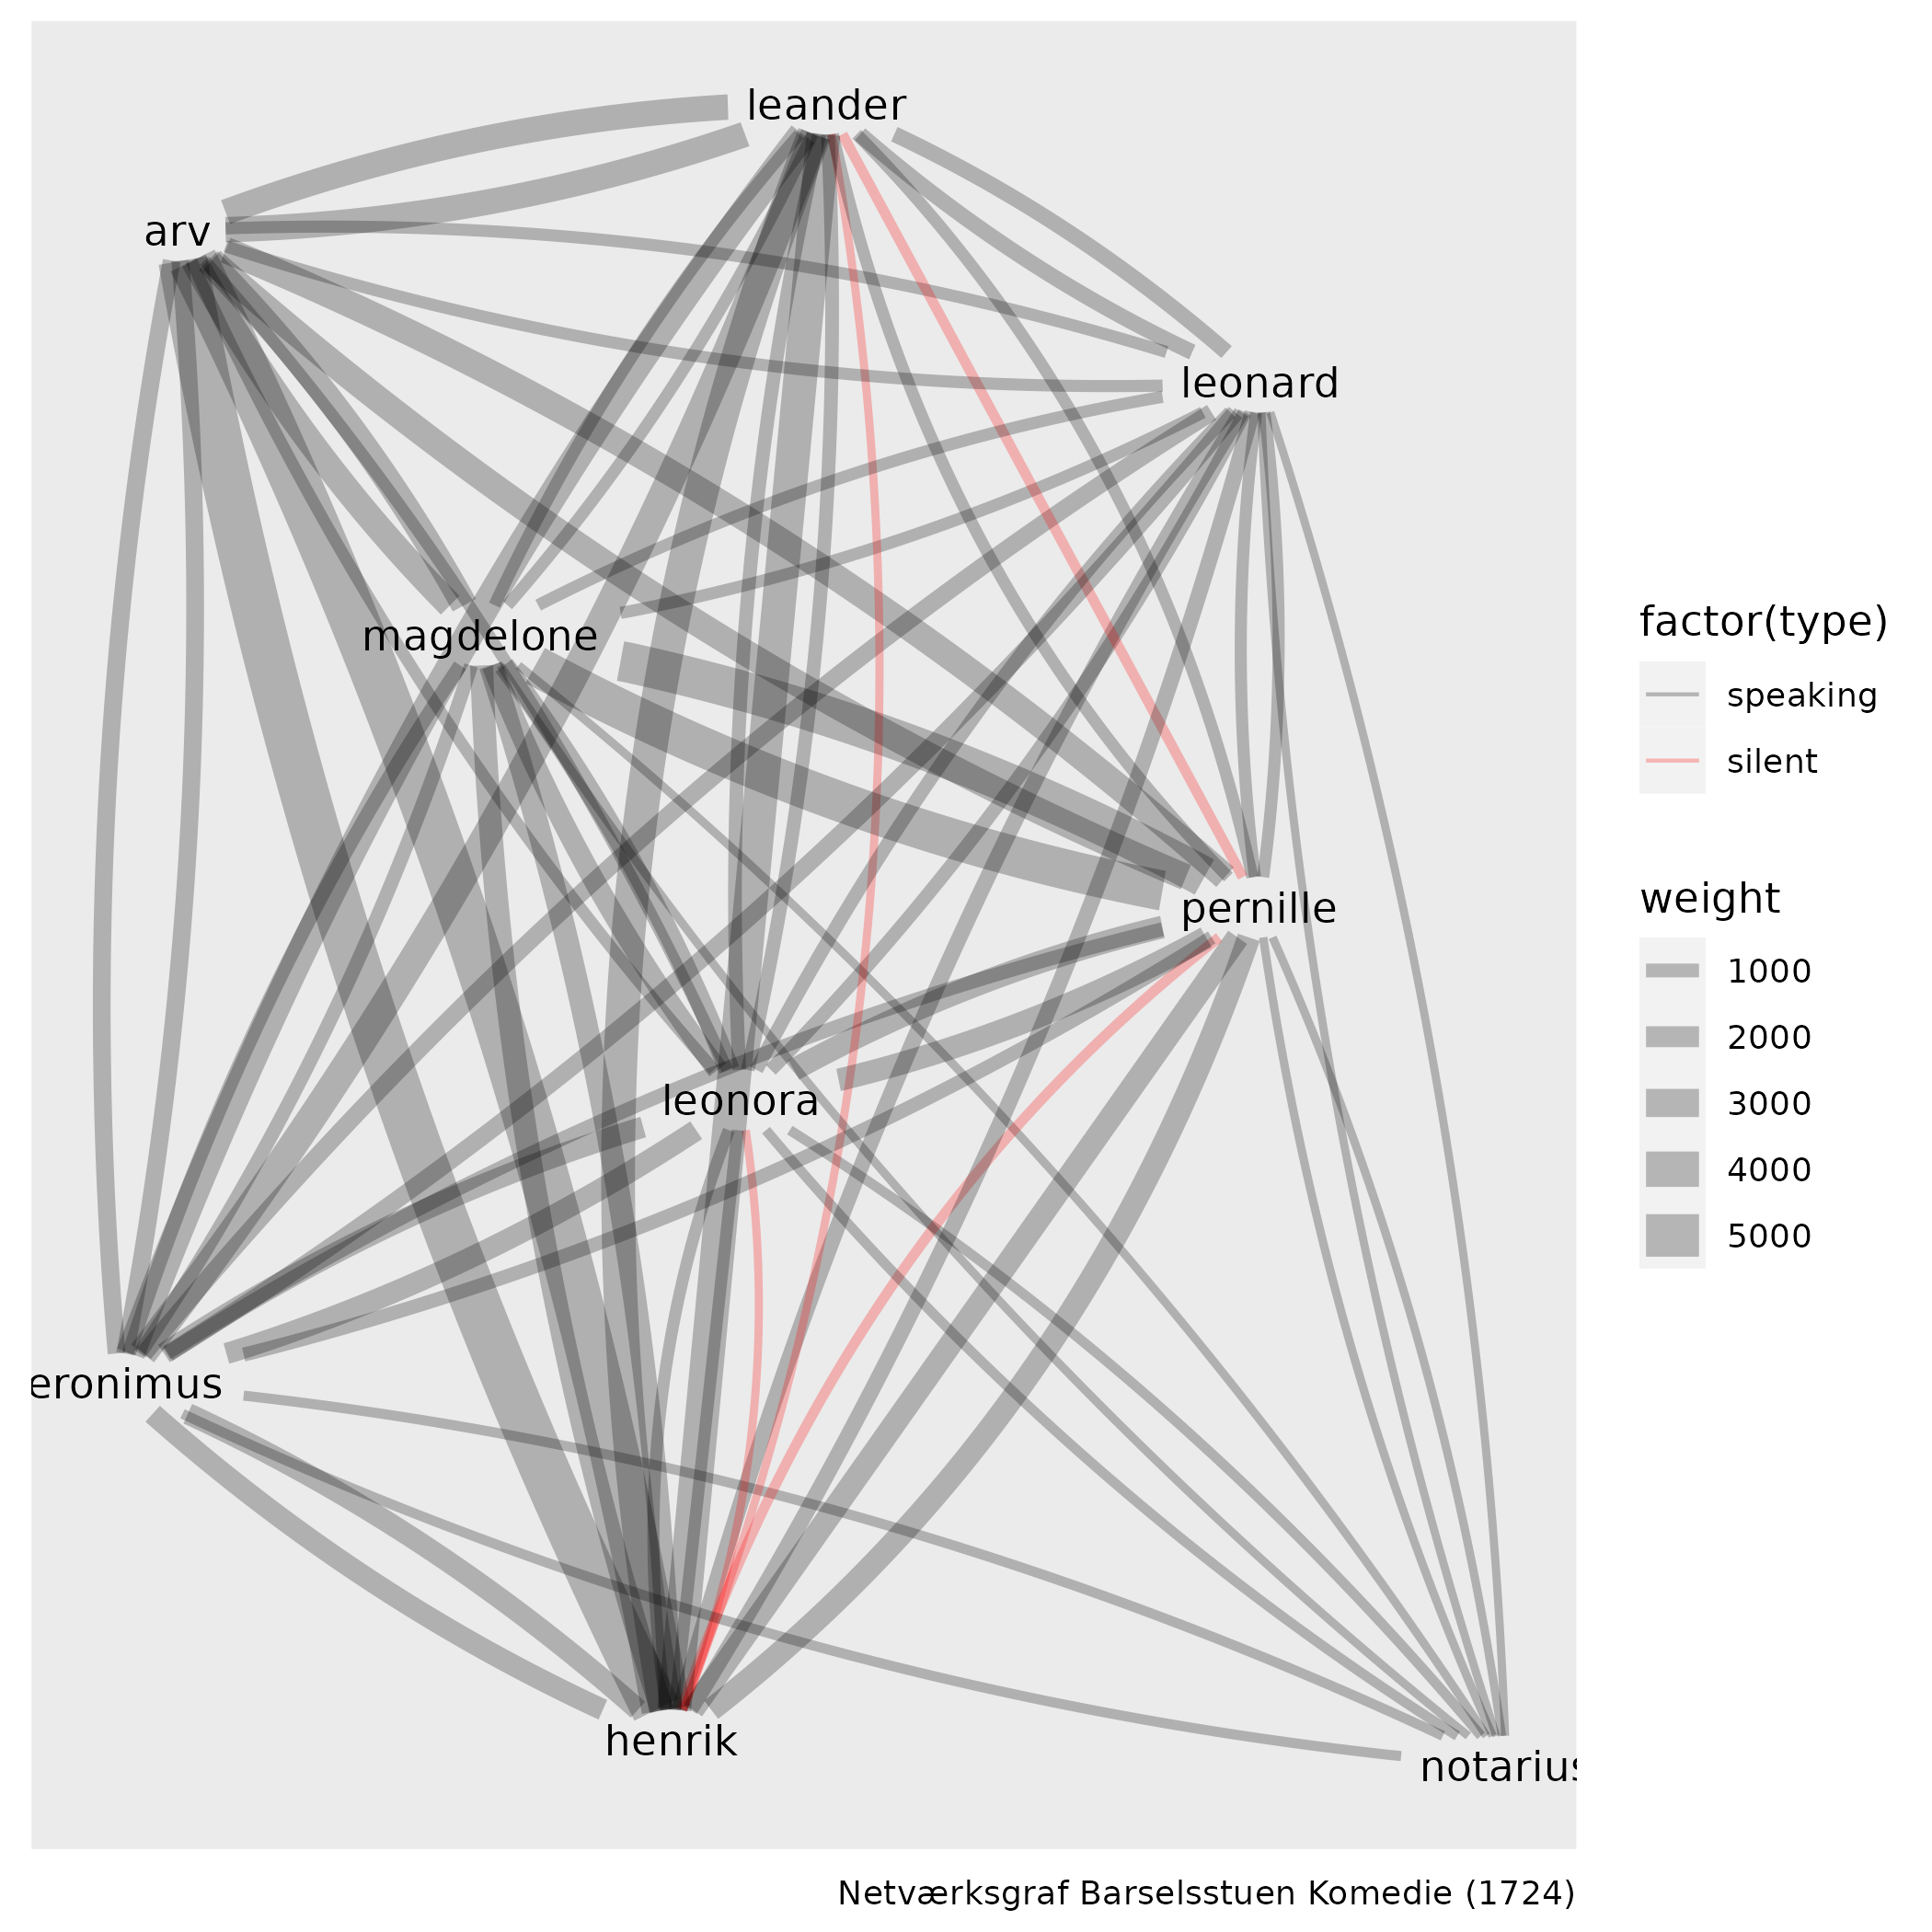 leander
arv
leonard
magdelone
pernille
leonora
eronimus
henrik
notarius
factor(type)
speaking
silent
weight
1000
2000
3000
4000
5000
Netværksgraf Barselsstuen Komedie (1724)